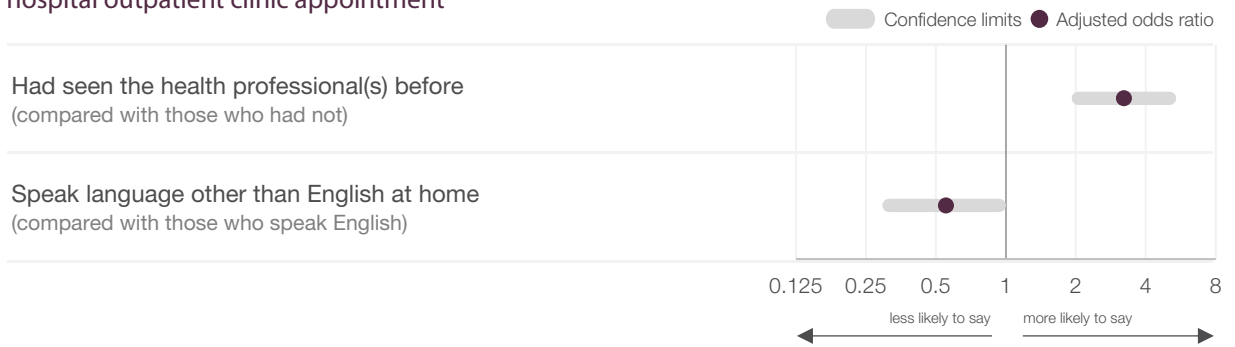 hospital outpatient clinic appointment
Confidence limits Adjusted odds ratio
Had seen the health professional(s) before
(compared with those who had not)
Speak language other than English at home
(compared with those who speak English)
0.125 0.25 0.5 1 2 4 8
less likely to say more likely to say